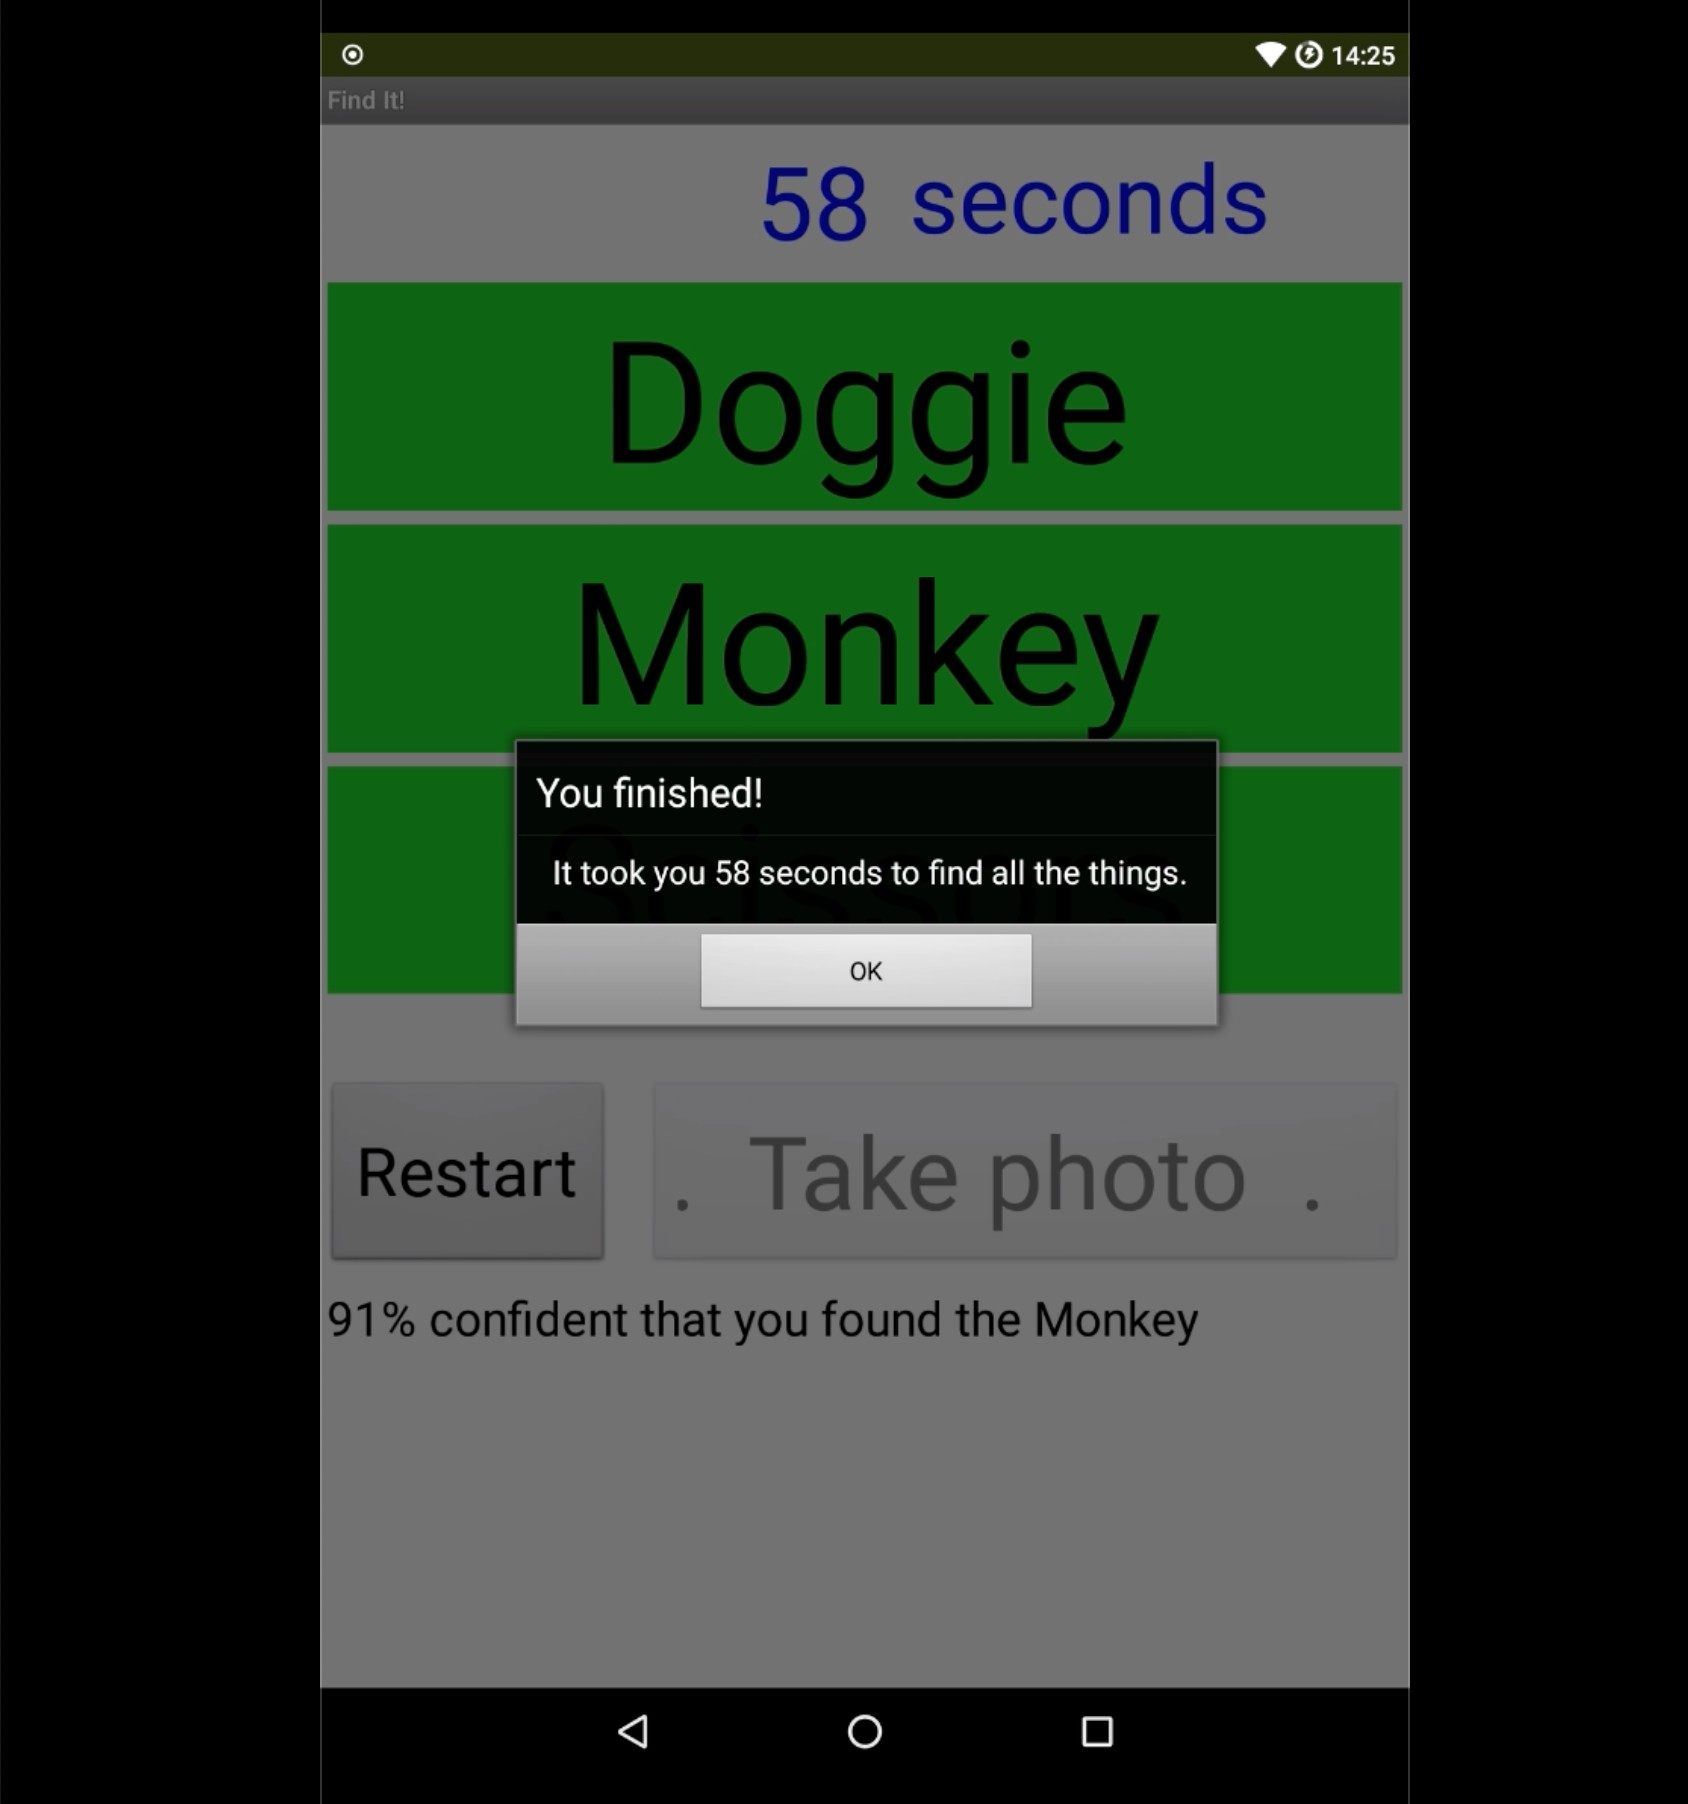 14:25
Find It!
58 seconds
Doggie
Monkey
You finished!
Scissors
It took you 58 seconds to find all the things.
OK
Restart
. Take photo .
91% confident that you found the Monkey